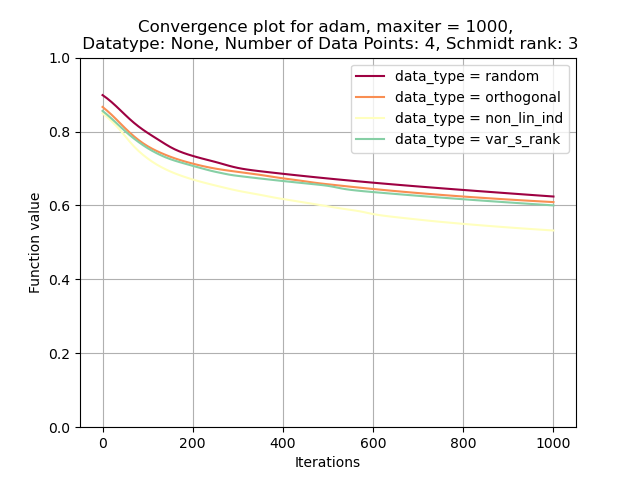 Convergence plot for adam, maxiter = 1000,
Datatype: None, Number of Data Points: 4, Schmidt rank: 3
data_type = random
data_type = orthogonal
data_type = non_lin_ind
data_type = var_s_rank
1.0
0.8
0.6
0.4
0.2
0.0
Function value
0 200 400 600 800 1000
Iterations